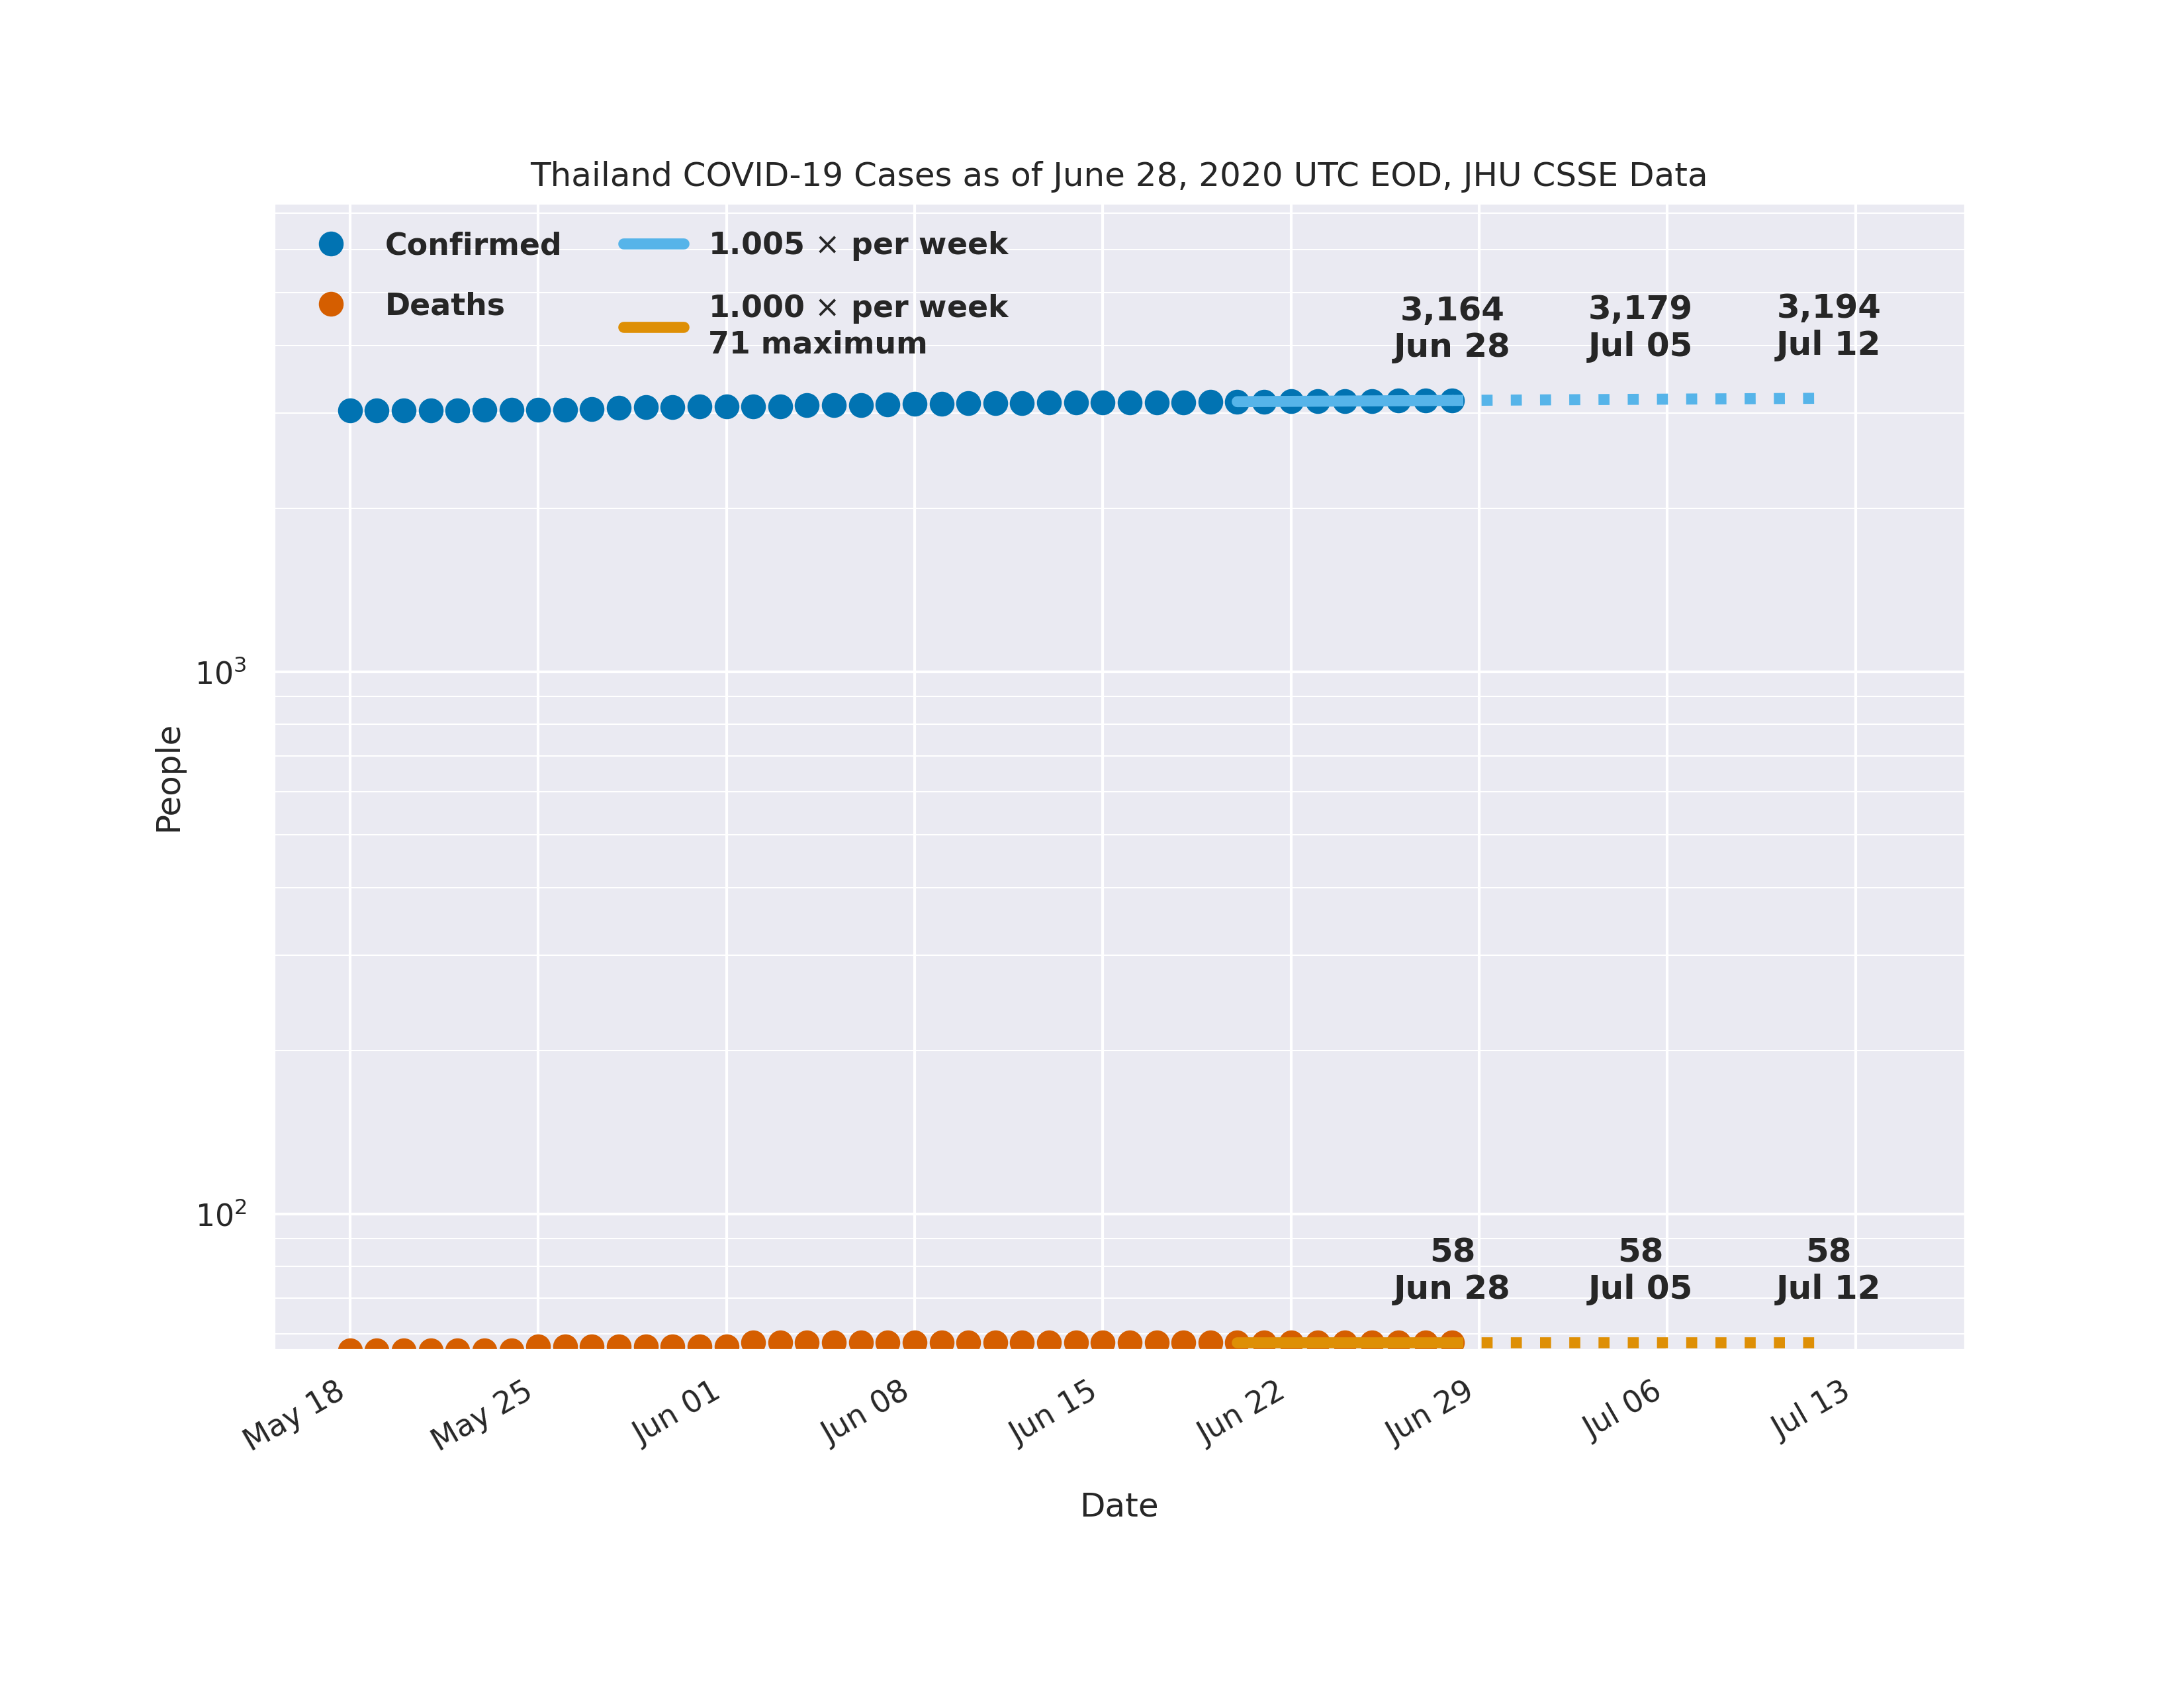 Thailand COVID-19 Cases as of June 28, 2020 UTC EOD, JHU CSSE Data
Confirmed
Deaths
1.005 × per week
1.000 × per week
71 maximum
3,164
Jun 28
3,179
Jul 05
3,194
Jul 12
10³
10²
People
58
Jun 28
58
Jul 05
58
Jul 12
May 18
May 25
Jun 01
Jun 08
Jun 15
Jun 22
Jun 29
Jul 06
Jul 13
Date